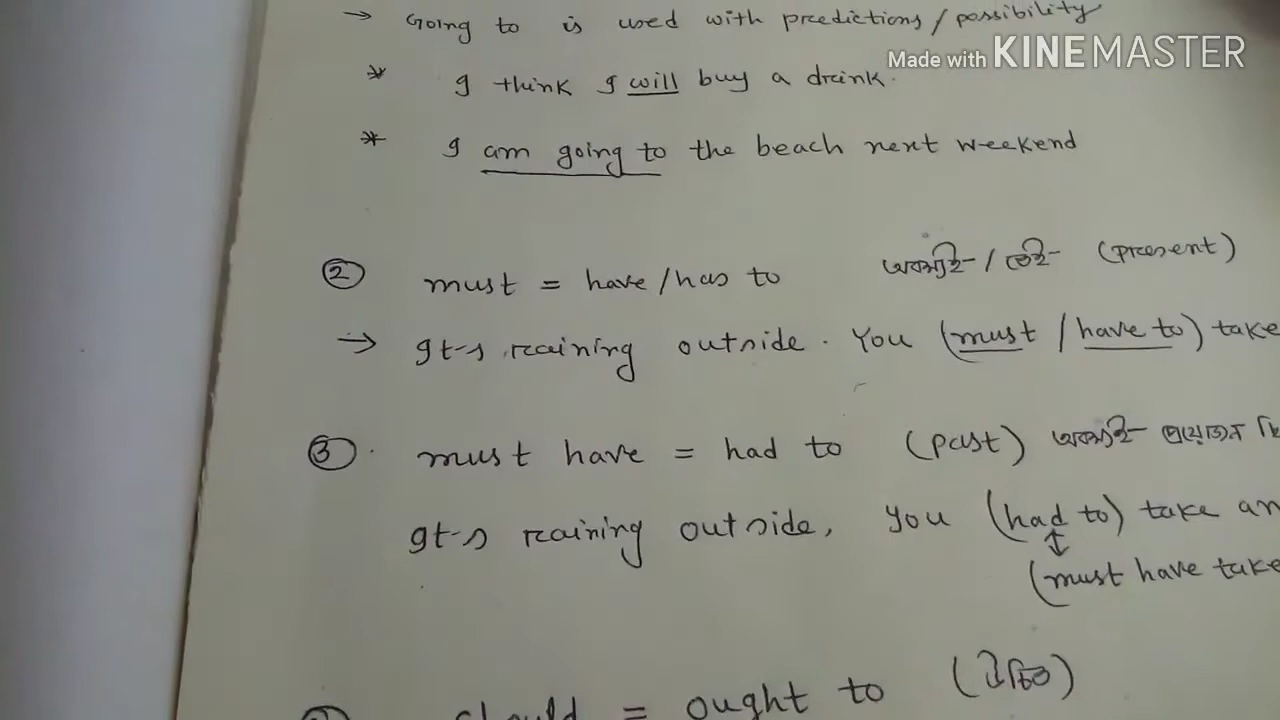 → Going to is used with predictions/possibility
Made with KINEMASTER
* I think I will buy a drink.
* I am going to the beach next weekend
② must = have/has to অবশ্যই / তেই (present)
→ It's raining outside. You (must / have to) take
③. must have = had to (past) অবশ্যই প্রয়োজন
It's raining outside, you (had to) take an
(must have take
should = ought to (উচিত)